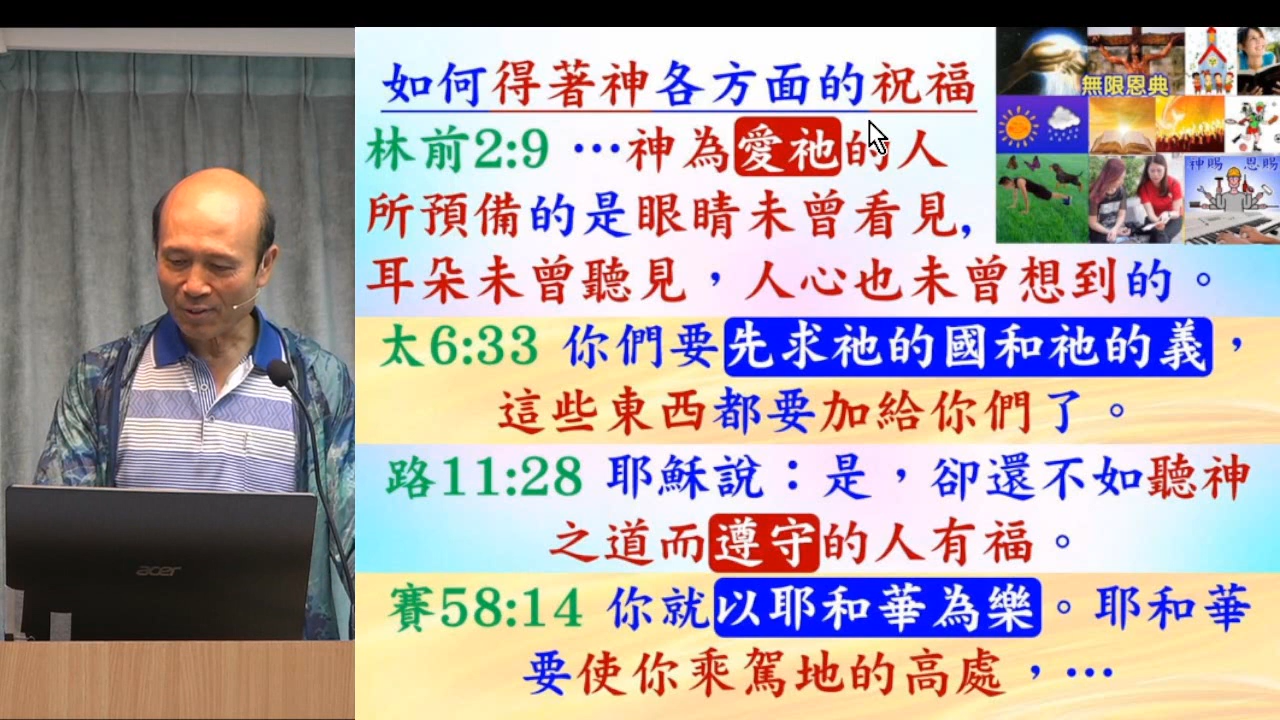 如何得著神各方面的祝福
無限恩典
林前2:9 …神為愛祂的人
所預備的是眼睛未曾看見,
耳朵未曾聽見，人心也未曾想到的。
神賜 恩賜
太6:33 你們要先求祂的國和祂的義，
這些東西都要加給你們了。
路11:28 耶穌說：是，卻還不如聽神
之道而遵守的人有福。
賽58:14 你就以耶和華為樂。耶和華
要使你乘駕地的高處，…
acer